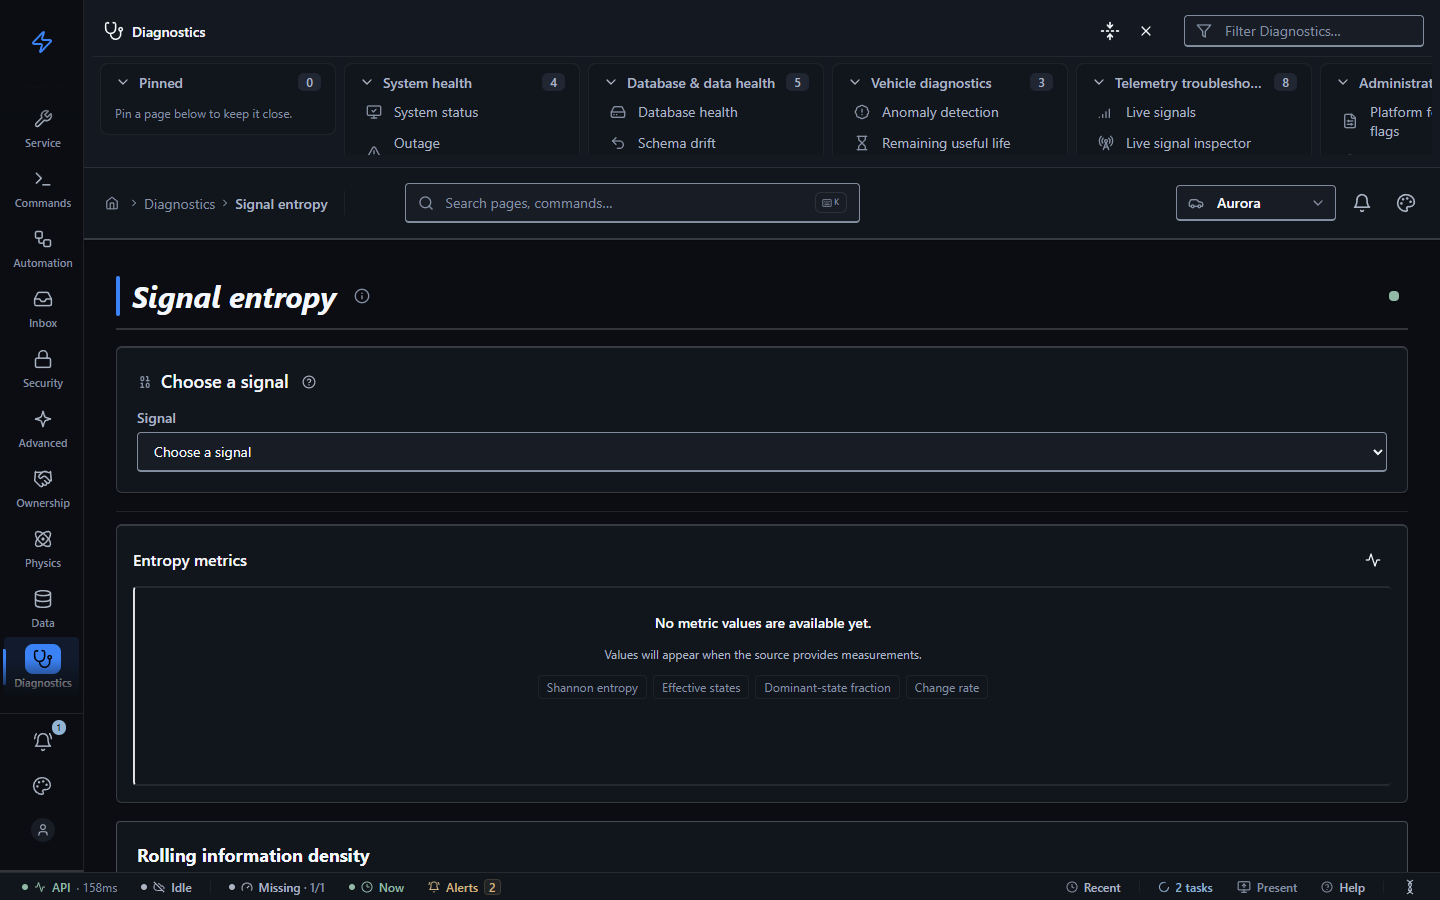 Diagnostics
Filter Diagnostics...
Pinned 0
Pin a page below to keep it close.
System health 4
System status
Outage
Database & data health 5
Database health
Schema drift
Vehicle diagnostics 3
Anomaly detection
Remaining useful life
Telemetry troublesho... 8
Live signals
Live signal inspector
Administrat
Platform f
flags
Service
Commands
Automation
Inbox
Security
Advanced
Ownership
Physics
Data
Diagnostics
1
Diagnostics
Signal entropy
Search pages, commands...
K
Aurora
Signal entropy
Choose a signal
Signal
Choose a signal
Entropy metrics
No metric values are available yet.
Values will appear when the source provides measurements.
Shannon entropy
Effective states
Dominant-state fraction
Change rate
Rolling information density
API · 158ms
Idle
Missing · 1/1
Now
Alerts 2
Recent
2 tasks
Present
Help